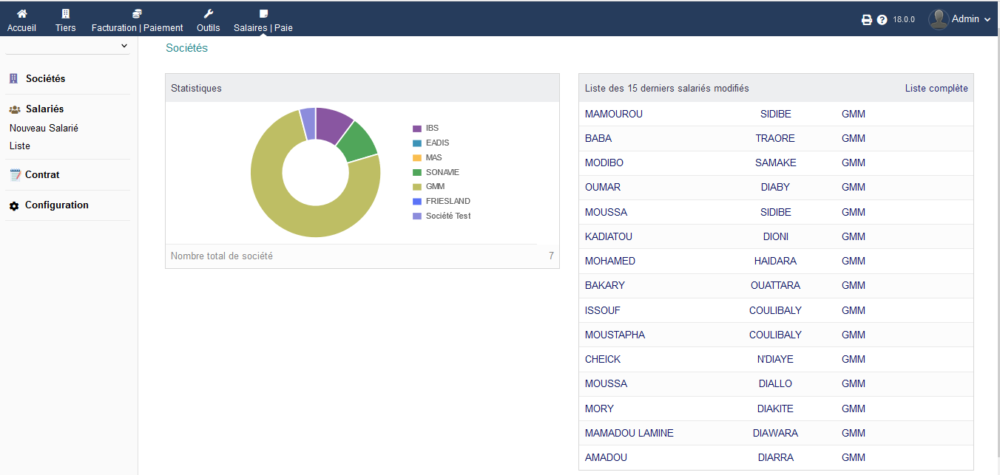 Accueil
Tiers
Facturation | Paiement
Outils
Salaires | Paie
18.0.0
Admin
Sociétés
Salariés
Nouveau Salarié
Liste
Contrat
Configuration
Sociétés
Statistiques
IBS
EADIS
MAS
SONAVIE
GMM
FRIESLAND
Société Test
Nombre total de société 7
Liste des 15 derniers salariés modifiés Liste complète
MAMOUROU SIDIBE GMM
BABA TRAORE GMM
MODIBO SAMAKE GMM
OUMAR DIABY GMM
MOUSSA SIDIBE GMM
KADIATOU DIONI GMM
MOHAMED HAIDARA GMM
BAKARY OUATTARA GMM
ISSOUF COULIBALY GMM
MOUSTAPHA COULIBALY GMM
CHEICK N'DIAYE GMM
MOUSSA DIALLO GMM
MORY DIAKITE GMM
MAMADOU LAMINE DIAWARA GMM
AMADOU DIARRA GMM